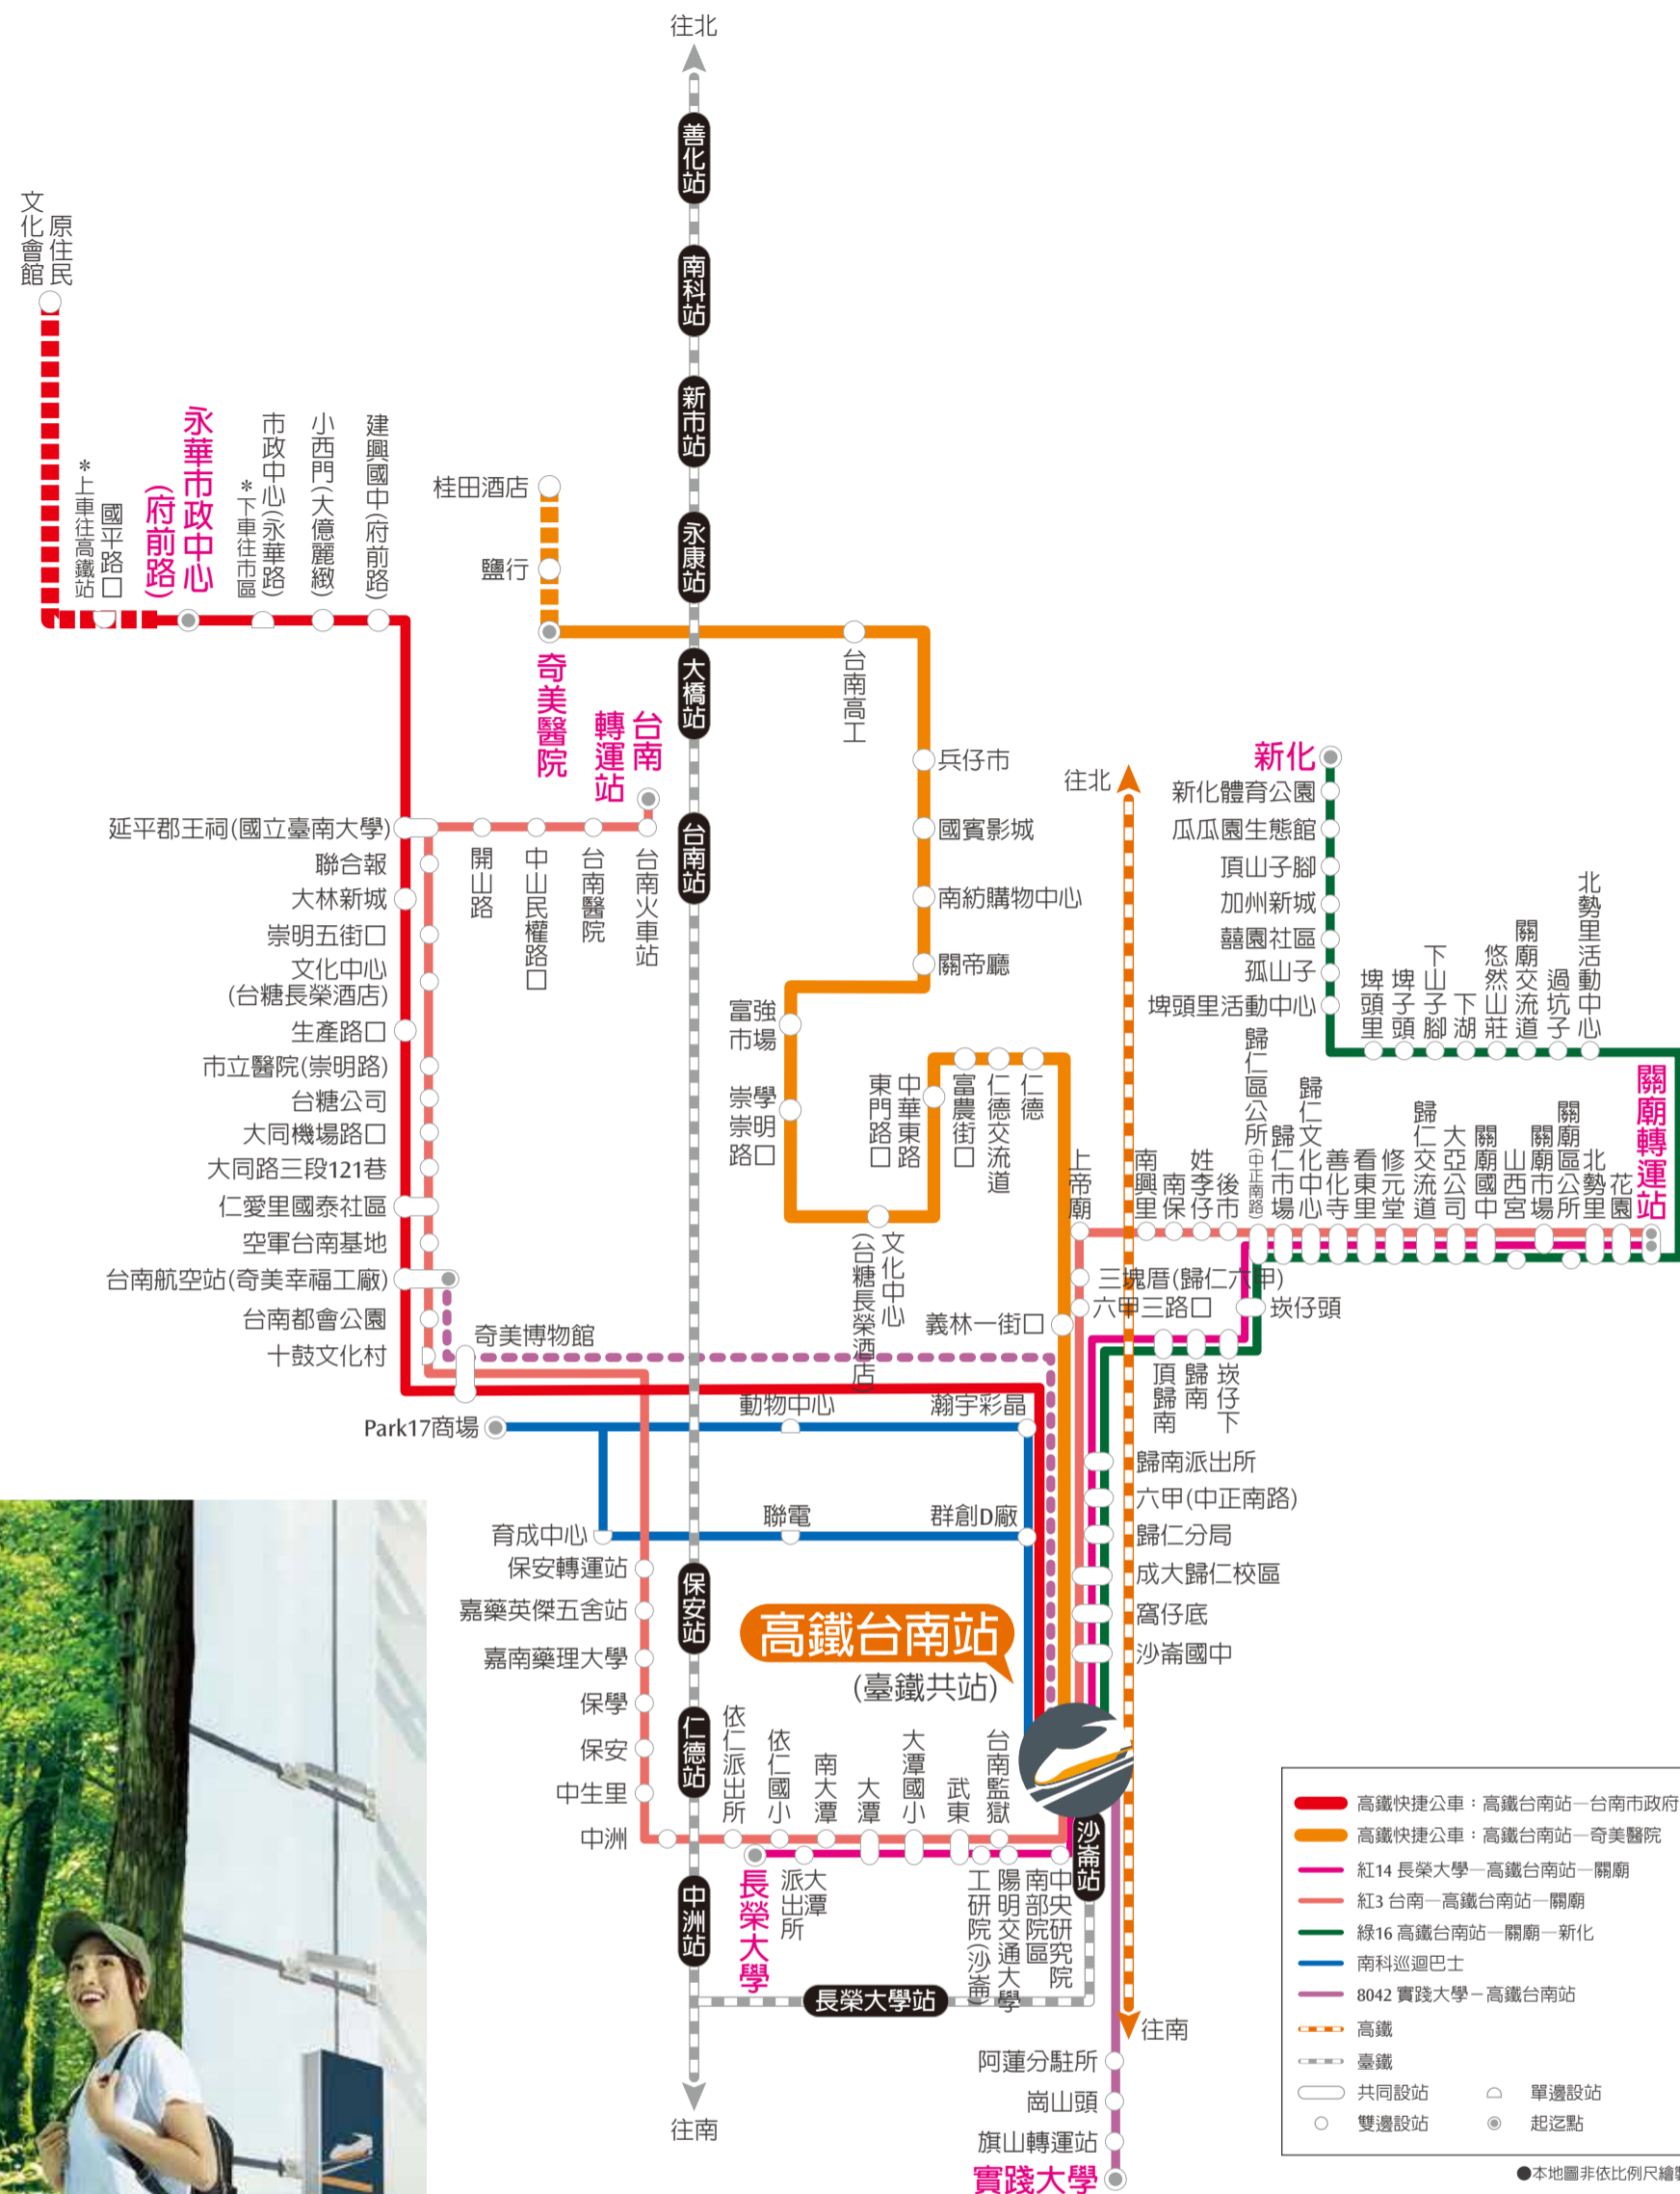 往北
善化站
南科站
新市站
永康站
大橋站
台南站
保安站
仁德站
中洲站
往南
長榮大學站
沙崙站
原住民
文化會館
國平路口
*上車往高鐵站
永華市政中心
(府前路)
市政中心(永華路)
*下車往市區
小西門(大億麗緻)
建興國中(府前路)
桂田酒店
鹽行
奇美醫院
台南高工
兵仔市
國賓影城
南紡購物中心
關帝廳
富強
市場
崇學
崇明
路口
文化中心
(台糖長榮酒店)
中華東路
東門路口
富農街口
仁德交流道
仁德
義林一街口
台南
轉運站
台南火車站
台南醫院
中山民權路口
開山路
延平郡王祠(國立臺南大學)
聯合報
大林新城
崇明五街口
文化中心
(台糖長榮酒店)
生產路口
市立醫院(崇明路)
台糖公司
大同機場路口
大同路三段121巷
仁愛里國泰社區
空軍台南基地
台南航空站(奇美幸福工廠)
台南都會公園
十鼓文化村
奇美博物館
Park17商場
動物中心
瀚宇彩晶
育成中心
聯電
群創D廠
保安轉運站
嘉藥英傑五舍站
嘉南藥理大學
保學
保安
中生里
中洲
依仁派出所
依仁國小
南大潭
大潭
大潭國小
武東
台南監獄
長榮大學
大潭
派出所
工研院(沙崙)
陽明交通大學
中央研究院
南部院區
高鐵台南站
(臺鐵共站)
往北
往南
新化
新化體育公園
瓜瓜園生態館
頂山子腳
加州新城
囍園社區
孤山子
埤頭里活動中心
埤頭里
埤子頭
下山子腳
下湖
悠然山莊
關廟交流道
過坑子
北勢里活動中心
關廟轉運站
上帝廟
南興里
南保
姓李仔
後市
歸仁區公所(中正南路)
歸仁市場
歸仁文化中心
善化寺
看東里
修元堂
歸仁交流道
大亞公司
關廟國中
山西宮
關廟市場
關廟區公所
北勢里
花園
三塊厝(歸仁六甲)
六甲三路口
崁仔頭
頂歸南
歸南
崁仔下
歸南派出所
六甲(中正南路)
歸仁分局
成大歸仁校區
窩仔底
沙崙國中
阿蓮分駐所
崗山頭
旗山轉運站
實踐大學
高鐵快捷公車：高鐵台南站—台南市政府
高鐵快捷公車：高鐵台南站—奇美醫院
紅14 長榮大學—高鐵台南站—關廟
紅3 台南—高鐵台南站—關廟
綠16 高鐵台南站—關廟—新化
南科巡迴巴士
8042 實踐大學－高鐵台南站
高鐵
臺鐵
共同設站
單邊設站
雙邊設站
起迄點
●本地圖非依比例尺繪製